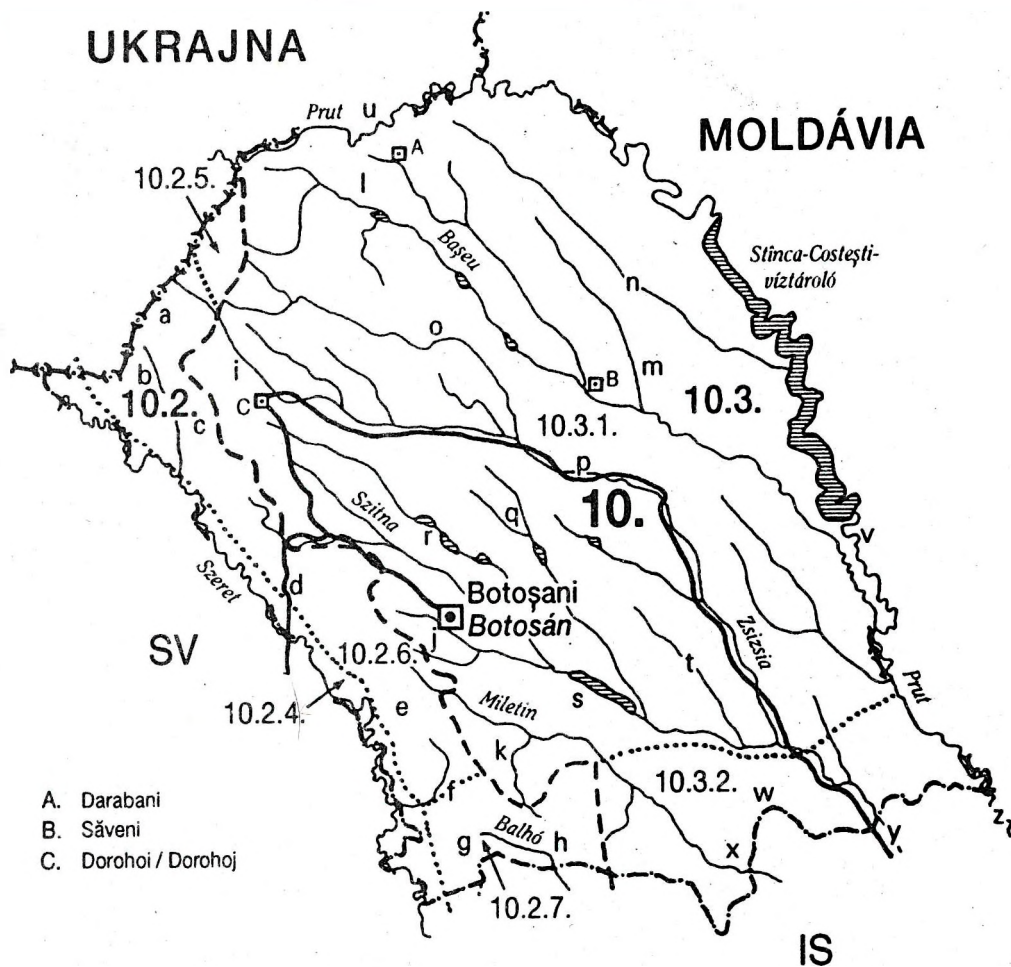 UKRAJNA
Prut
u
A
MOLDÁVIA
10.2.5.
l
Başeu
Stînca-Costeşti-
víztároló
n
a
o
b
i
B
m
10.2.
c
C
10.3.1.
10.3.
p
10.
Szitna
q
r
v
Szeret
d
Botoşani
Botosán
SV
j
10.2.6.
t
Zsizsia
Prut
10.2.4.
e
s
Miletin
k
10.3.2.
f
w
A. Darabani
B. Săveni
C. Dorohoi / Dorohoj
g
Balhó
h
x
y
z
10.2.7.
IS